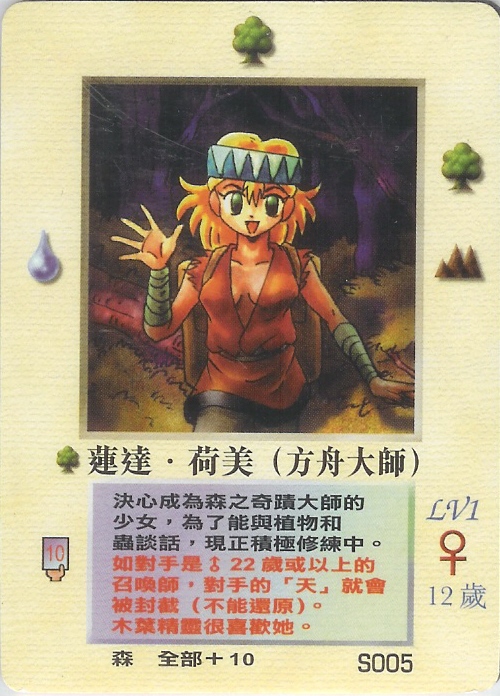 蓮達・荷美（方舟大師）
決心成為森之奇蹟大師的
少女，為了能與植物和
蟲談話，現正積極修練中。
如對手是♂22歲或以上的
召喚師，對手的「天」就會
被封截（不能還原）。
木葉精靈很喜歡她。
LV1
♀
12歲
10
森 全部＋10
S005